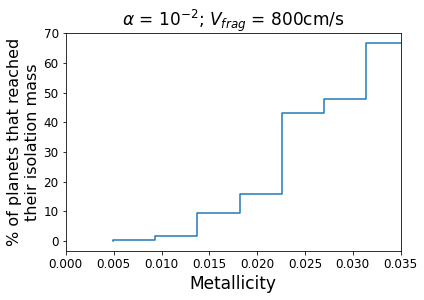 α = 10⁻²; V_frag = 800cm/s
% of planets that reached
their isolation mass
70
60
50
40
30
20
10
0
0.000 0.005 0.010 0.015 0.020 0.025 0.030 0.035
Metallicity